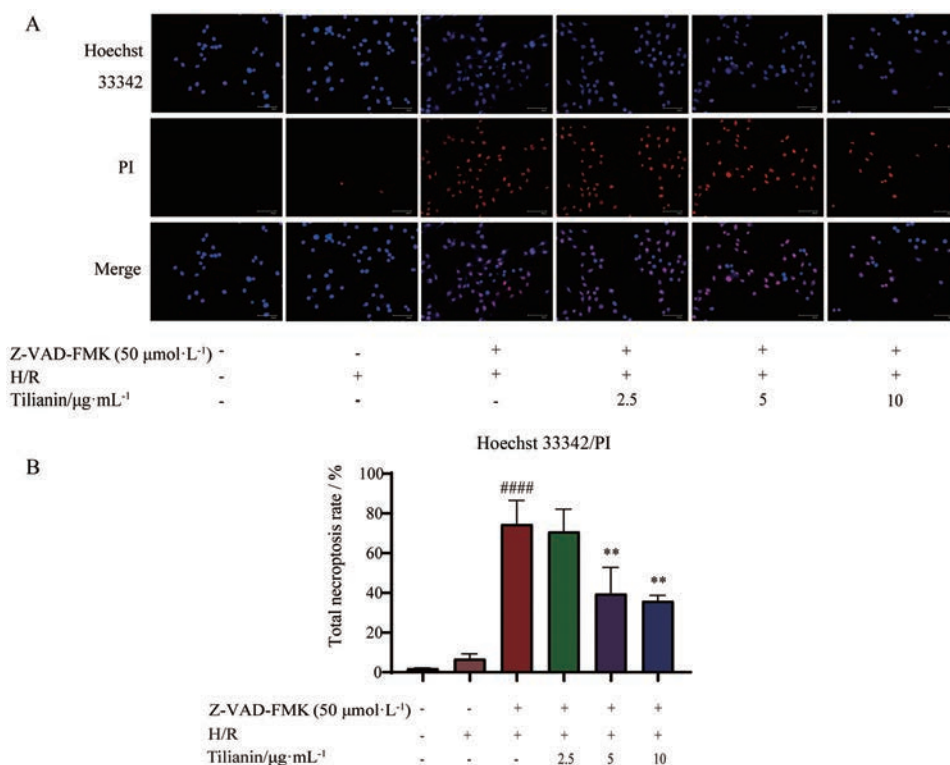 A
Hoechst
33342
PI
Merge
Z-VAD-FMK (50 μmol·L⁻¹) - - + + + +
H/R - + + + + +
Tilianin/μg·mL⁻¹ - - - 2.5 5 10
B
Hoechst 33342/PI
Total necroptosis rate / %
100
80
60
40
20
0
####
**
**
Z-VAD-FMK (50 μmol·L⁻¹) - - + + + +
H/R - + + + + +
Tilianin/μg·mL⁻¹ - - - 2.5 5 10